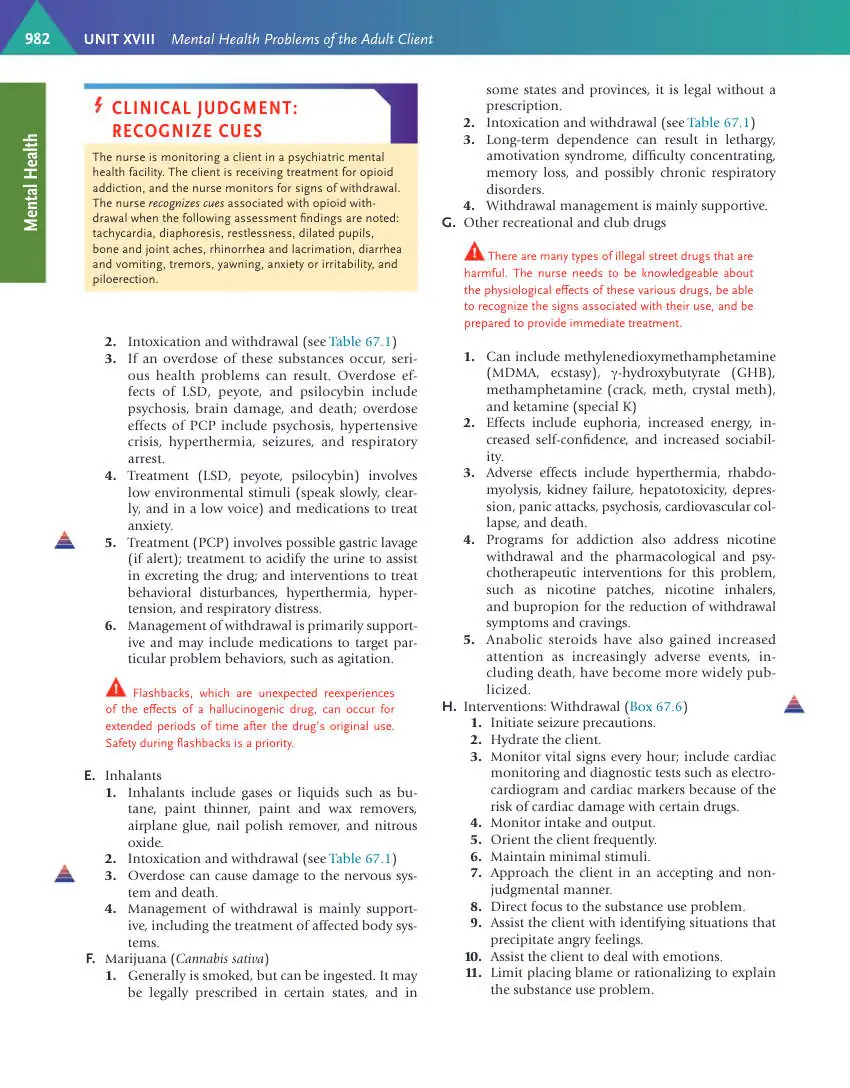 982 UNIT XVIII Mental Health Problems of the Adult Client
Mental Health
CLINICAL JUDGMENT:
RECOGNIZE CUES
The nurse is monitoring a client in a psychiatric mental
health facility. The client is receiving treatment for opioid
addiction, and the nurse monitors for signs of withdrawal.
The nurse recognizes cues associated with opioid with-
drawal when the following assessment findings are noted:
tachycardia, diaphoresis, restlessness, dilated pupils,
bone and joint aches, rhinorrhea and lacrimation, diarrhea
and vomiting, tremors, yawning, anxiety or irritability, and
piloerection.
2. Intoxication and withdrawal (see Table 67.1)
3. If an overdose of these substances occur, seri-
ous health problems can result. Overdose ef-
fects of LSD, peyote, and psilocybin include
psychosis, brain damage, and death; overdose
effects of PCP include psychosis, hypertensive
crisis, hyperthermia, seizures, and respiratory
arrest.
4. Treatment (LSD, peyote, psilocybin) involves
low environmental stimuli (speak slowly, clear-
ly, and in a low voice) and medications to treat
anxiety.
5. Treatment (PCP) involves possible gastric lavage
(if alert); treatment to acidify the urine to assist
in excreting the drug; and interventions to treat
behavioral disturbances, hyperthermia, hyper-
tension, and respiratory distress.
6. Management of withdrawal is primarily support-
ive and may include medications to target par-
ticular problem behaviors, such as agitation.
Flashbacks, which are unexpected reexperiences
of the effects of a hallucinogenic drug, can occur for
extended periods of time after the drug's original use.
Safety during flashbacks is a priority.
E. Inhalants
1. Inhalants include gases or liquids such as bu-
tane, paint thinner, paint and wax removers,
airplane glue, nail polish remover, and nitrous
oxide.
2. Intoxication and withdrawal (see Table 67.1)
3. Overdose can cause damage to the nervous sys-
tem and death.
4. Management of withdrawal is mainly support-
ive, including the treatment of affected body sys-
tems.
F. Marijuana (Cannabis sativa)
1. Generally is smoked, but can be ingested. It may
be legally prescribed in certain states, and in
some states and provinces, it is legal without a
prescription.
2. Intoxication and withdrawal (see Table 67.1)
3. Long-term dependence can result in lethargy,
amotivation syndrome, difficulty concentrating,
memory loss, and possibly chronic respiratory
disorders.
4. Withdrawal management is mainly supportive.
G. Other recreational and club drugs
There are many types of illegal street drugs that are
harmful. The nurse needs to be knowledgeable about
the physiological effects of these various drugs, be able
to recognize the signs associated with their use, and be
prepared to provide immediate treatment.
1. Can include methylenedioxymethamphetamine
(MDMA, ecstasy), γ-hydroxybutyrate (GHB),
methamphetamine (crack, meth, crystal meth),
and ketamine (special K)
2. Effects include euphoria, increased energy, in-
creased self-confidence, and increased sociabil-
ity.
3. Adverse effects include hyperthermia, rhabdo-
myolysis, kidney failure, hepatotoxicity, depres-
sion, panic attacks, psychosis, cardiovascular col-
lapse, and death.
4. Programs for addiction also address nicotine
withdrawal and the pharmacological and psy-
chotherapeutic interventions for this problem,
such as nicotine patches, nicotine inhalers,
and bupropion for the reduction of withdrawal
symptoms and cravings.
5. Anabolic steroids have also gained increased
attention as increasingly adverse events, in-
cluding death, have become more widely pub-
licized.
H. Interventions: Withdrawal (Box 67.6)
1. Initiate seizure precautions.
2. Hydrate the client.
3. Monitor vital signs every hour; include cardiac
monitoring and diagnostic tests such as electro-
cardiogram and cardiac markers because of the
risk of cardiac damage with certain drugs.
4. Monitor intake and output.
5. Orient the client frequently.
6. Maintain minimal stimuli.
7. Approach the client in an accepting and non-
judgmental manner.
8. Direct focus to the substance use problem.
9. Assist the client with identifying situations that
precipitate angry feelings.
10. Assist the client to deal with emotions.
11. Limit placing blame or rationalizing to explain
the substance use problem.